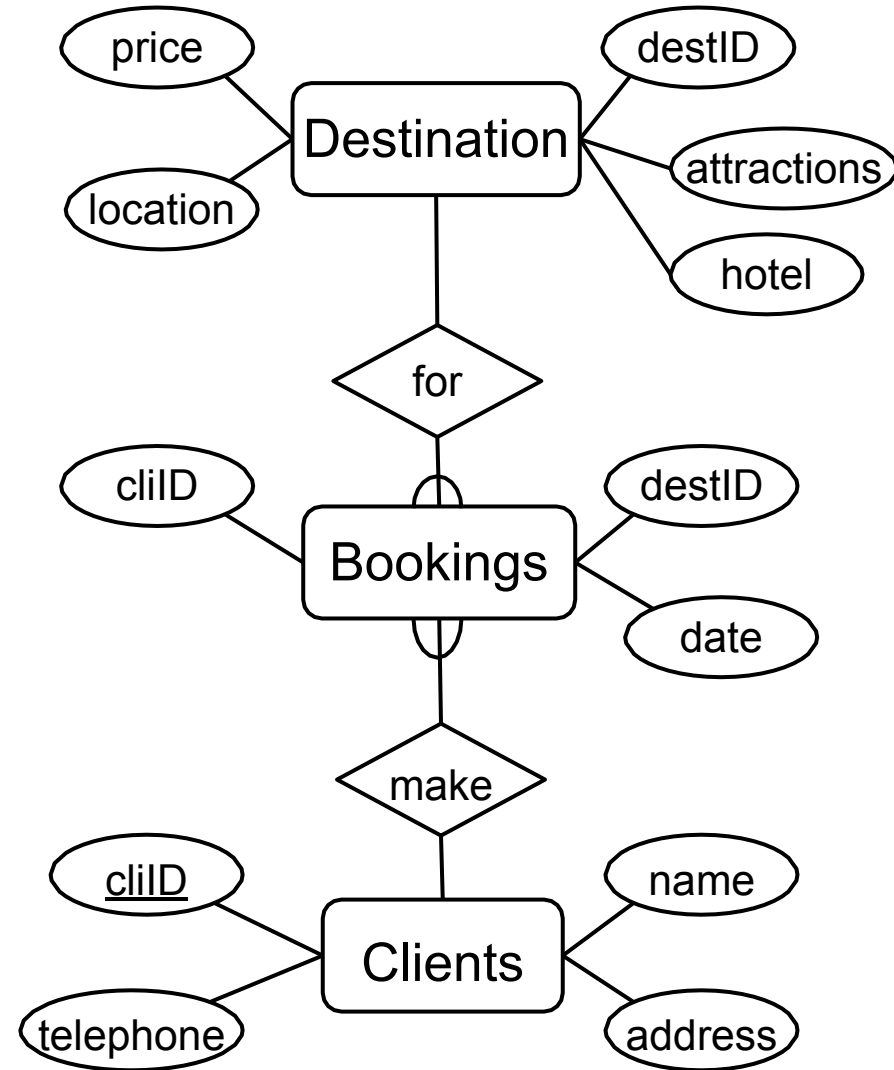 price
destID
Destination
attractions
location
hotel
for
cliID
destID
Bookings
date
make
cliID
name
Clients
telephone
address